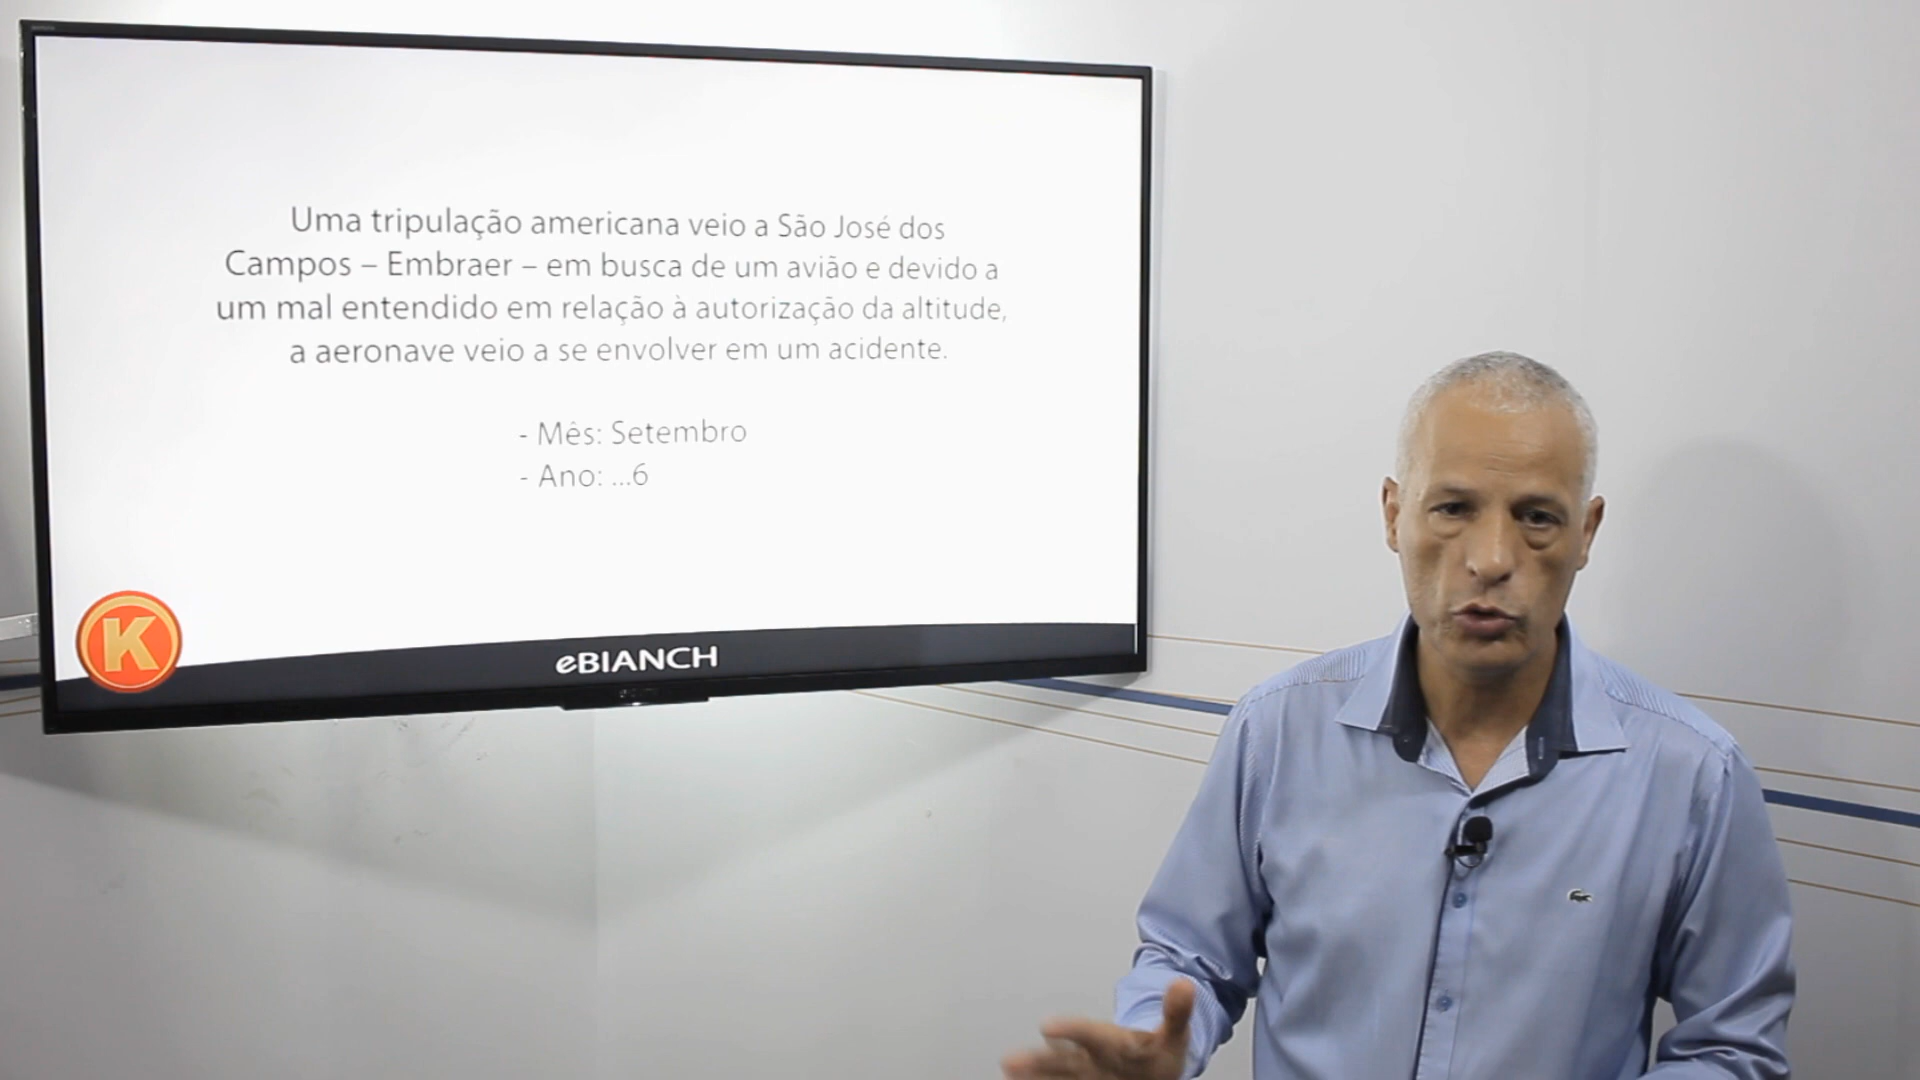 Uma tripulação americana veio a São José dos
Campos – Embraer – em busca de um avião e devido a
um mal entendido em relação à autorização da altitude,
a aeronave veio a se envolver em um acidente.
- Mês: Setembro
- Ano: ...6
K
eBIANCH